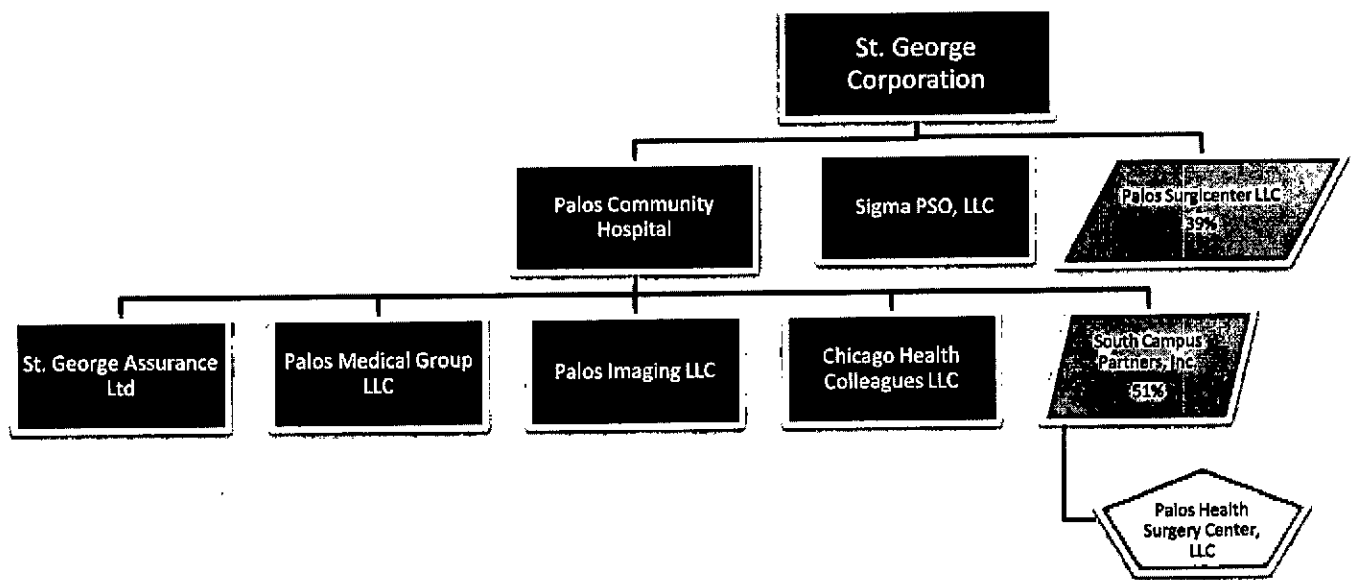 St. George
Corporation
Palos Community
Hospital
Sigma PSO, LLC
Palos Surgicenter LLC
39%
St. George Assurance
Ltd
Palos Medical Group
LLC
Palos Imaging LLC
Chicago Health
Colleagues LLC
South Campus
Partners, Inc
51%
Palos Health
Surgery Center,
LLC